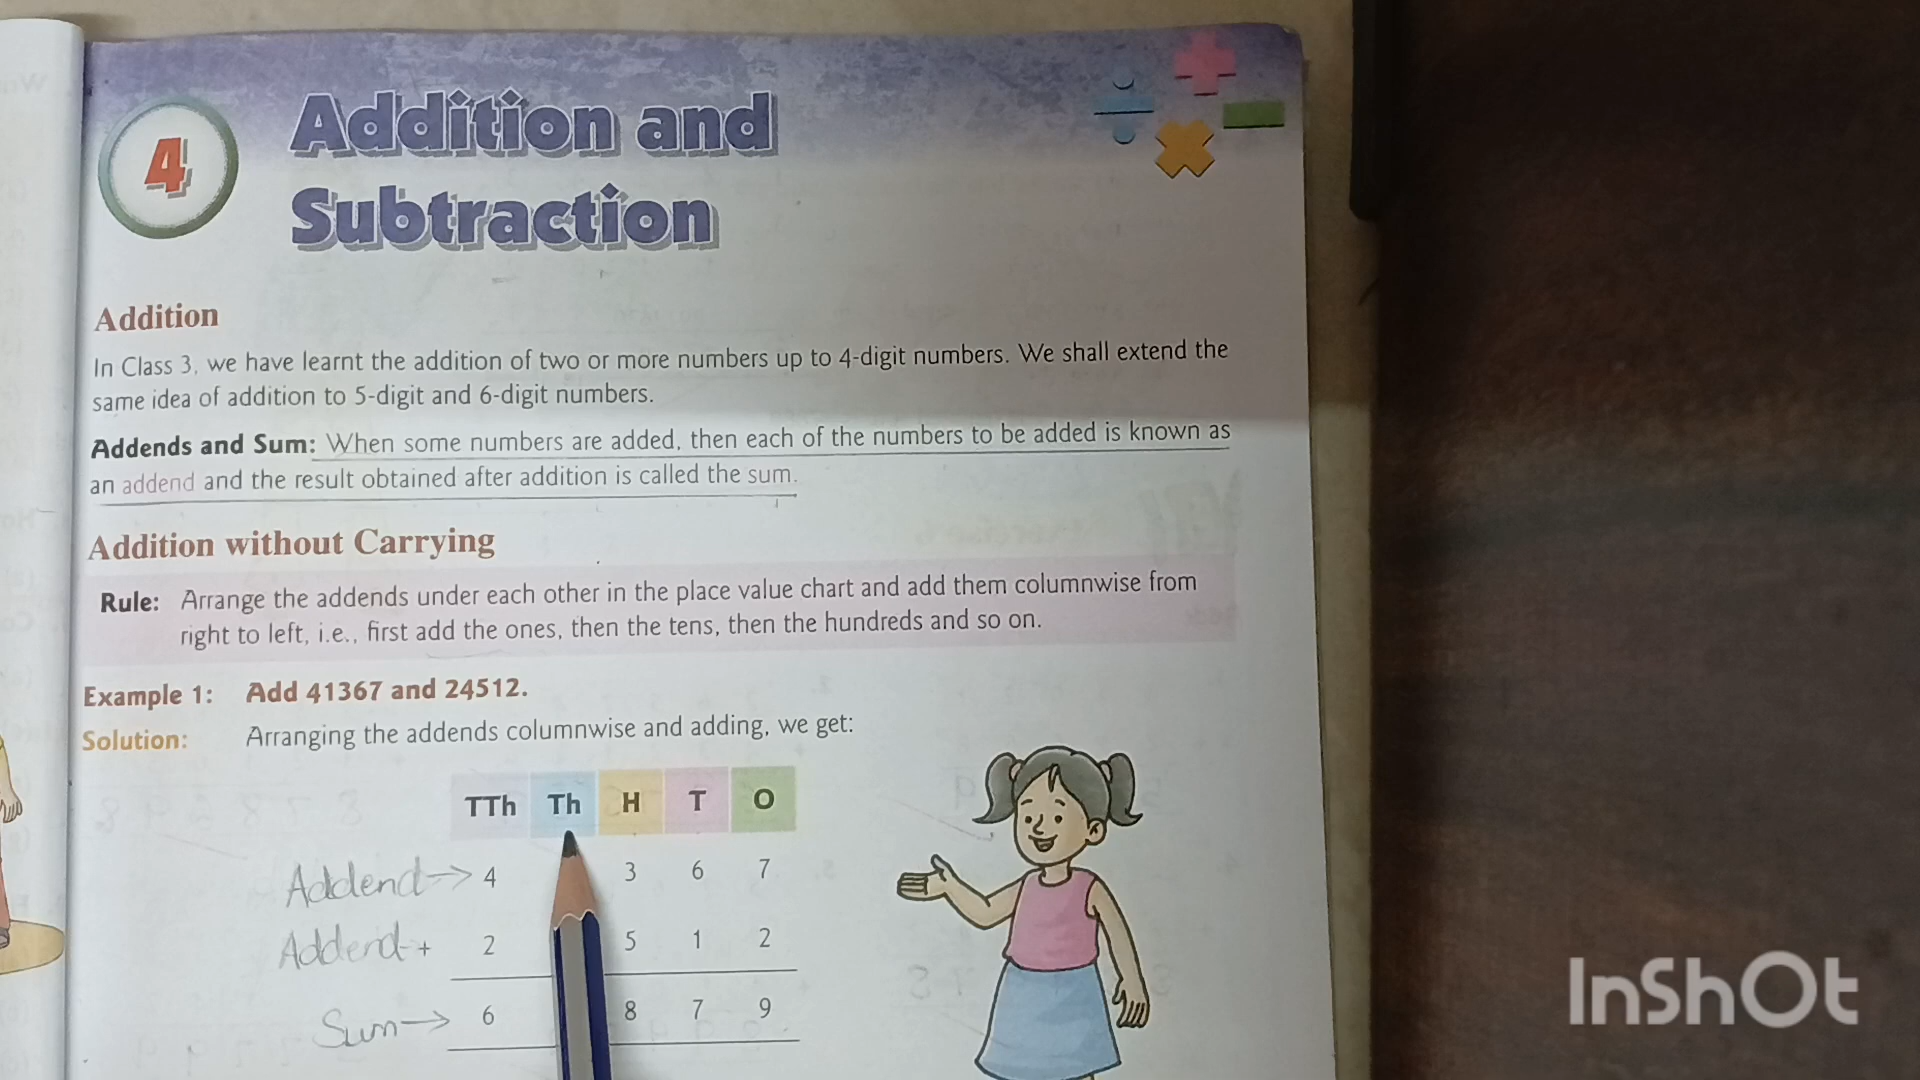 4
Addition and
Subtraction
Addition
In Class 3, we have learnt the addition of two or more numbers up to 4-digit numbers. We shall extend the
same idea of addition to 5-digit and 6-digit numbers.
Addends and Sum: When some numbers are added, then each of the numbers to be added is known as
an addend and the result obtained after addition is called the sum.
Addition without Carrying
Rule: Arrange the addends under each other in the place value chart and add them columnwise from
right to left, i.e., first add the ones, then the tens, then the hundreds and so on.
Example 1: Add 41367 and 24512.
Solution: Arranging the addends columnwise and adding, we get:
TTh Th H T O
Addend→ 4 3 6 7
Addend + 2 5 1 2
Sum→ 6 8 7 9
InShOt